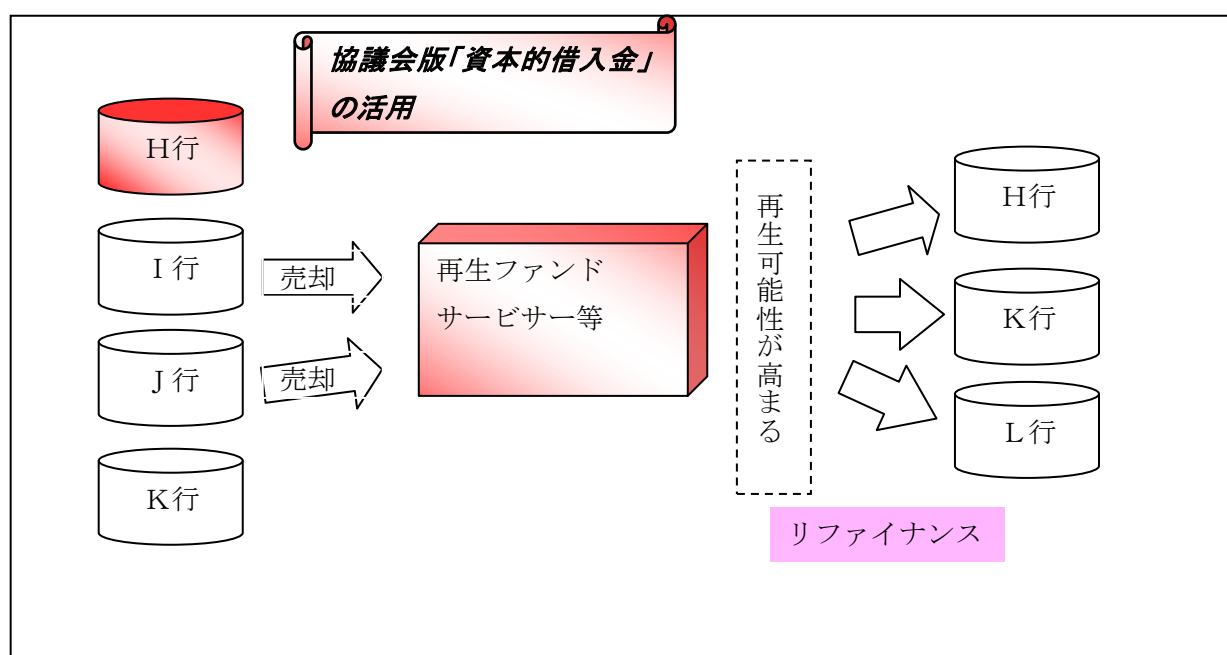 協議会版「資本的借入金」
の活用
H行
I行
J行
K行
売却
売却
再生ファンド
サービサー等
再生可能性が高まる
H行
K行
L行
リファイナンス